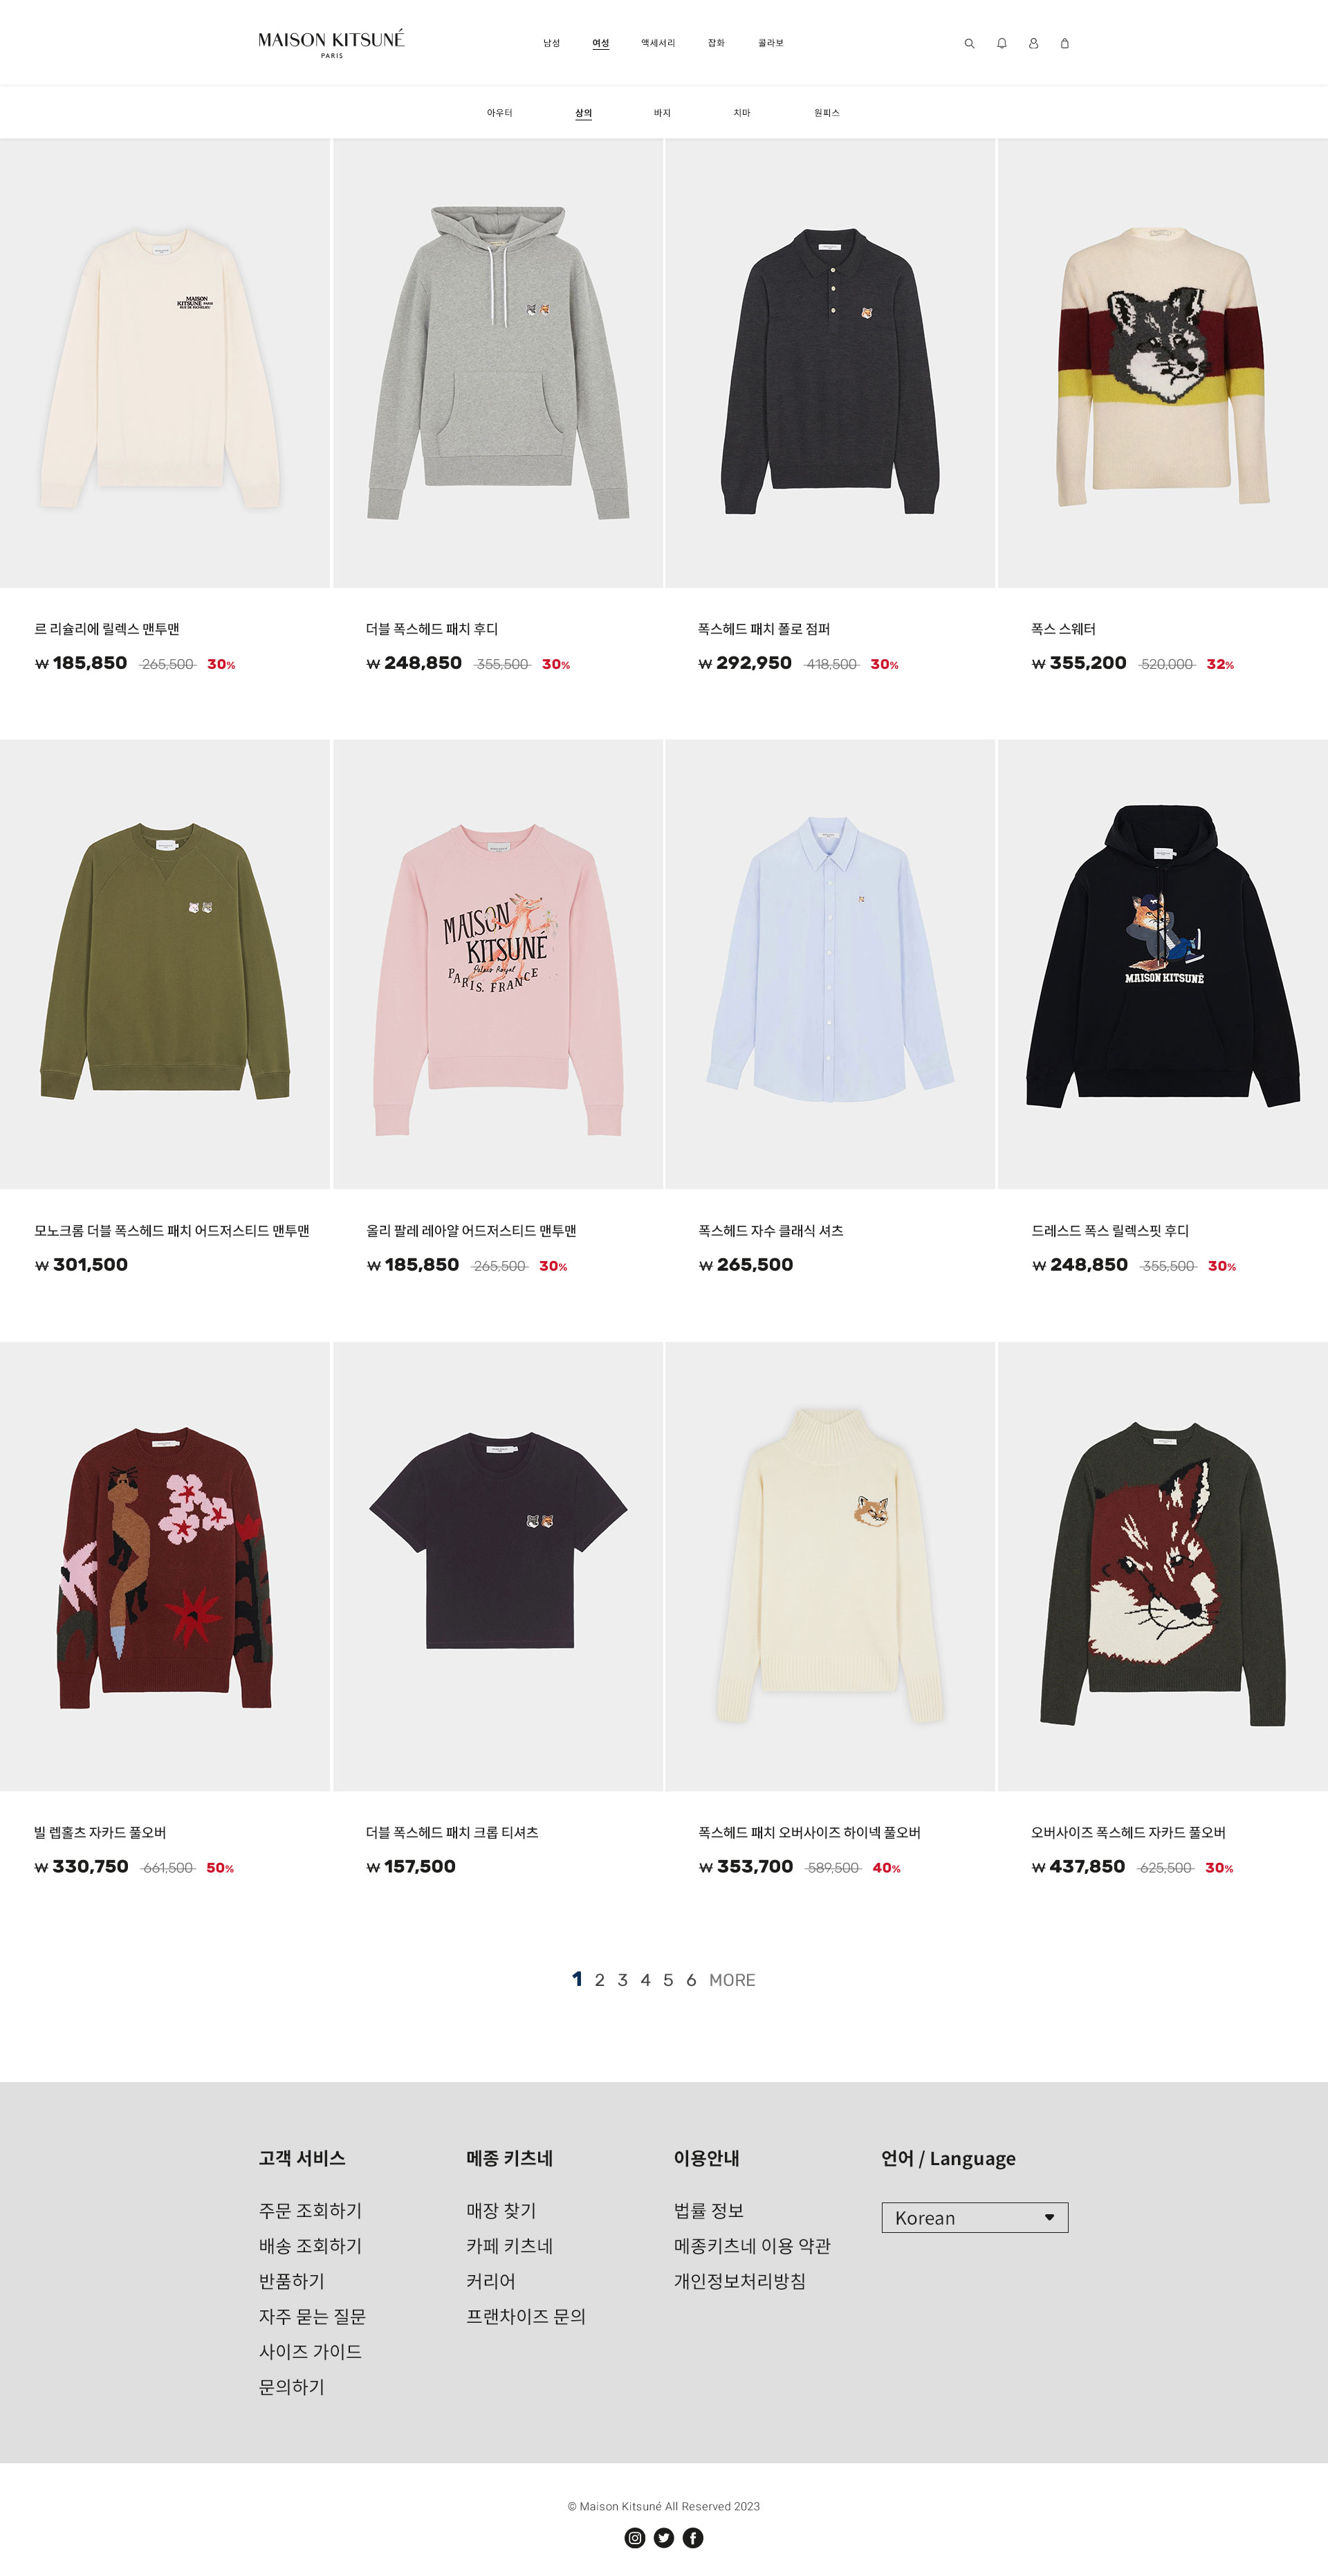 MAISON KITSUNÉ
PARIS
남성 여성 액세서리 잡화 콜라보
아우터 상의 바지 치마 원피스
MAISON
KITSUNÉ PARIS
RUE DE RICHELIEU
르 리슐리에 릴렉스 맨투맨
₩ 185,850 265,500 30%
더블 폭스헤드 패치 후디
₩ 248,850 355,500 30%
폭스헤드 패치 폴로 점퍼
₩ 292,950 418,500 30%
폭스 스웨터
₩ 355,200 520,000 32%
MAISON
KITSUNÉ
Palais Royal
PARIS, FRANCE
MAISON KITSUNÉ
모노크롬 더블 폭스헤드 패치 어드저스티드 맨투맨
₩ 301,500
올리 팔레 레아얄 어드저스티드 맨투맨
₩ 185,850 265,500 30%
폭스헤드 자수 클래식 셔츠
₩ 265,500
드레스드 폭스 릴렉스핏 후디
₩ 248,850 355,500 30%
빌 렙홀츠 자카드 풀오버
₩ 330,750 661,500 50%
더블 폭스헤드 패치 크롭 티셔츠
₩ 157,500
폭스헤드 패치 오버사이즈 하이넥 풀오버
₩ 353,700 589,500 40%
오버사이즈 폭스헤드 자카드 풀오버
₩ 437,850 625,500 30%
1 2 3 4 5 6 MORE
고객 서비스
주문 조회하기
배송 조회하기
반품하기
자주 묻는 질문
사이즈 가이드
문의하기
메종 키츠네
매장 찾기
카페 키츠네
커리어
프랜차이즈 문의
이용안내
법률 정보
메종키츠네 이용 약관
개인정보처리방침
언어 / Language
Korean
© Maison Kitsuné All Reserved 2023